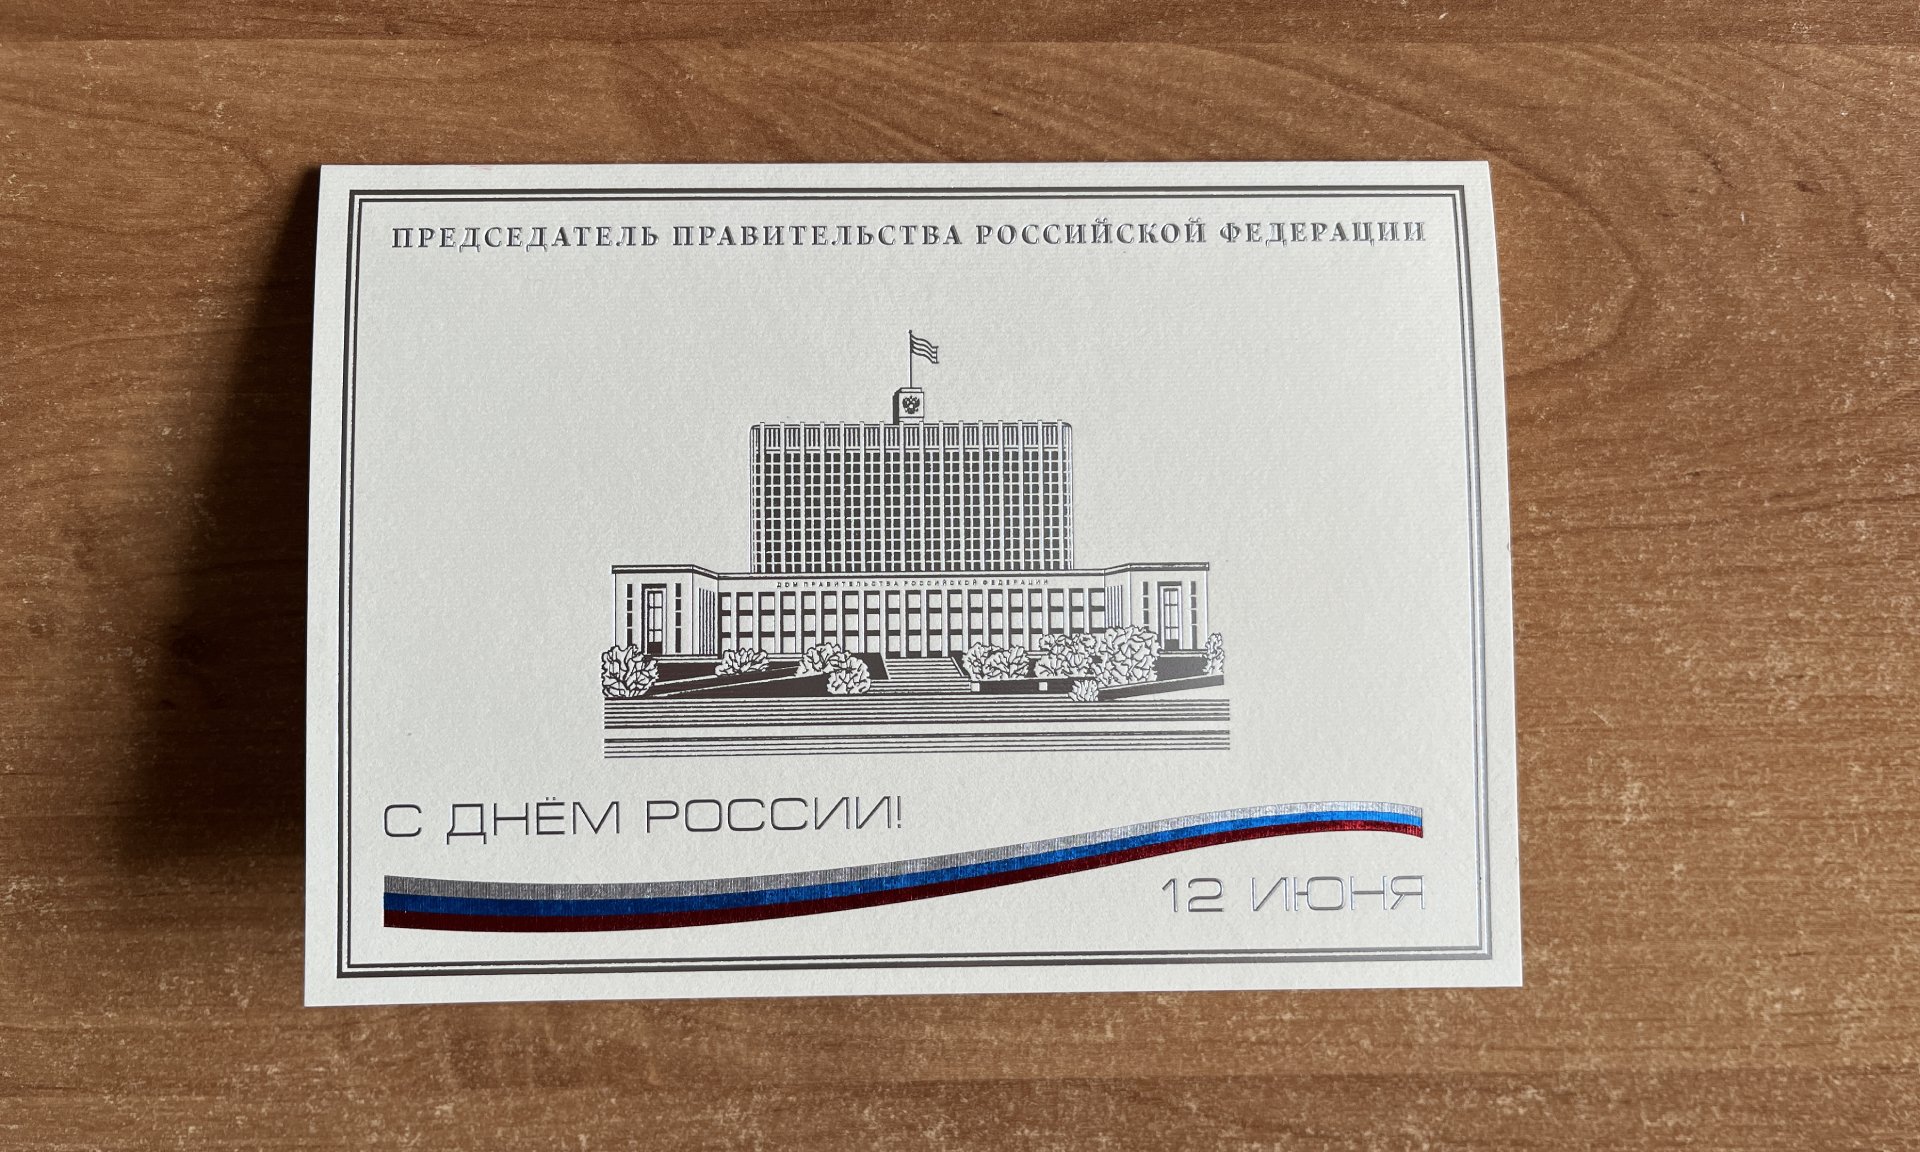 ПРЕДСЕДАТЕЛЬ ПРАВИТЕЛЬСТВА РОССИЙСКОЙ ФЕДЕРАЦИИ
ДОМ ПРАВИТЕЛЬСТВА РОССИЙСКОЙ ФЕДЕРАЦИИ
С ДНЁМ РОССИИ!
12 ИЮНЯ